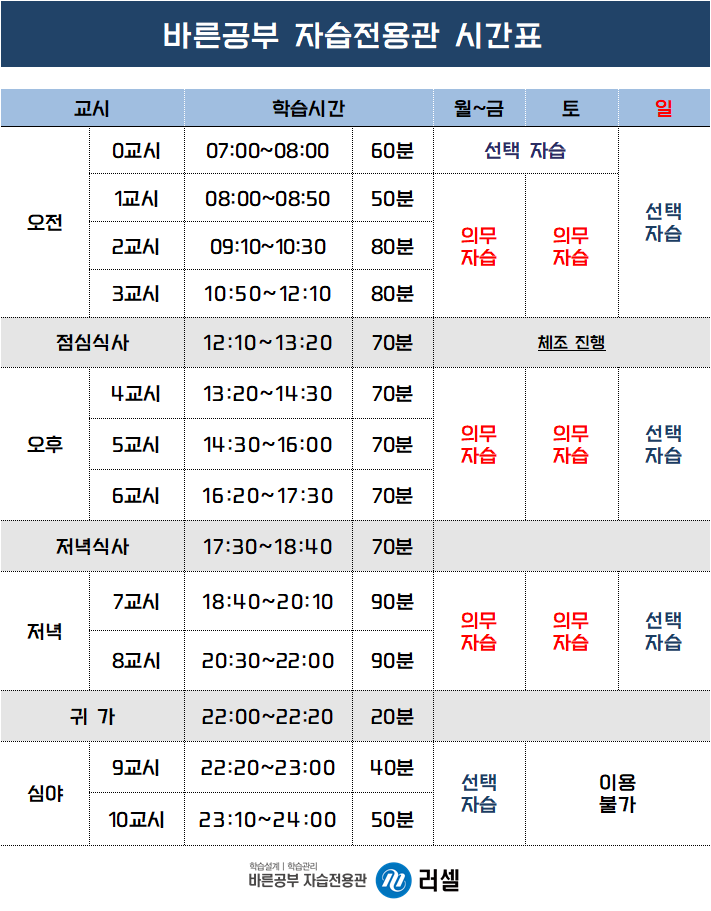 바른공부 자습전용관 시간표
교시 학습시간 월~금 토 일
오전
0교시 07:00~08:00 60분 선택 자습
1교시 08:00~08:50 50분
2교시 09:10~10:30 80분
3교시 10:50~12:10 80분
의무
자습
의무
자습
선택
자습
점심식사 12:10~13:20 70분 체조 진행
오후
4교시 13:20~14:30 70분
5교시 14:30~16:00 70분
6교시 16:20~17:30 70분
의무
자습
의무
자습
선택
자습
저녁식사 17:30~18:40 70분
저녁
7교시 18:40~20:10 90분
8교시 20:30~22:00 90분
의무
자습
의무
자습
선택
자습
귀 가 22:00~22:20 20분
심야
9교시 22:20~23:00 40분
10교시 23:10~24:00 50분
선택
자습
이용
불가
학습설계 | 학습관리
바른공부 자습전용관 러셀